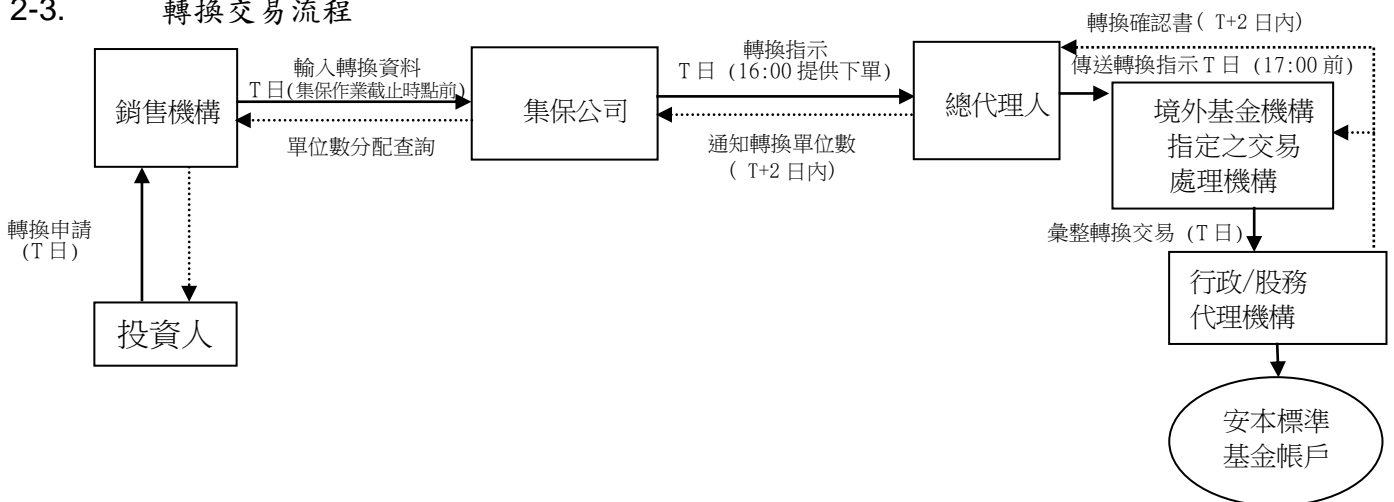 2-3. 轉換交易流程
轉換確認書( T+2 日內)
銷售機構
輸入轉換資料
T 日(集保作業截止時點前)
單位數分配查詢
集保公司
轉換指示
T 日 (16:00 提供下單)
通知轉換單位數
( T+2 日內)
總代理人
傳送轉換指示 T 日 (17:00 前)
境外基金機構
指定之交易
處理機構
轉換申請
(T 日)
彙整轉換交易 (T 日)
投資人
行政/股務
代理機構
安本標準
基金帳戶